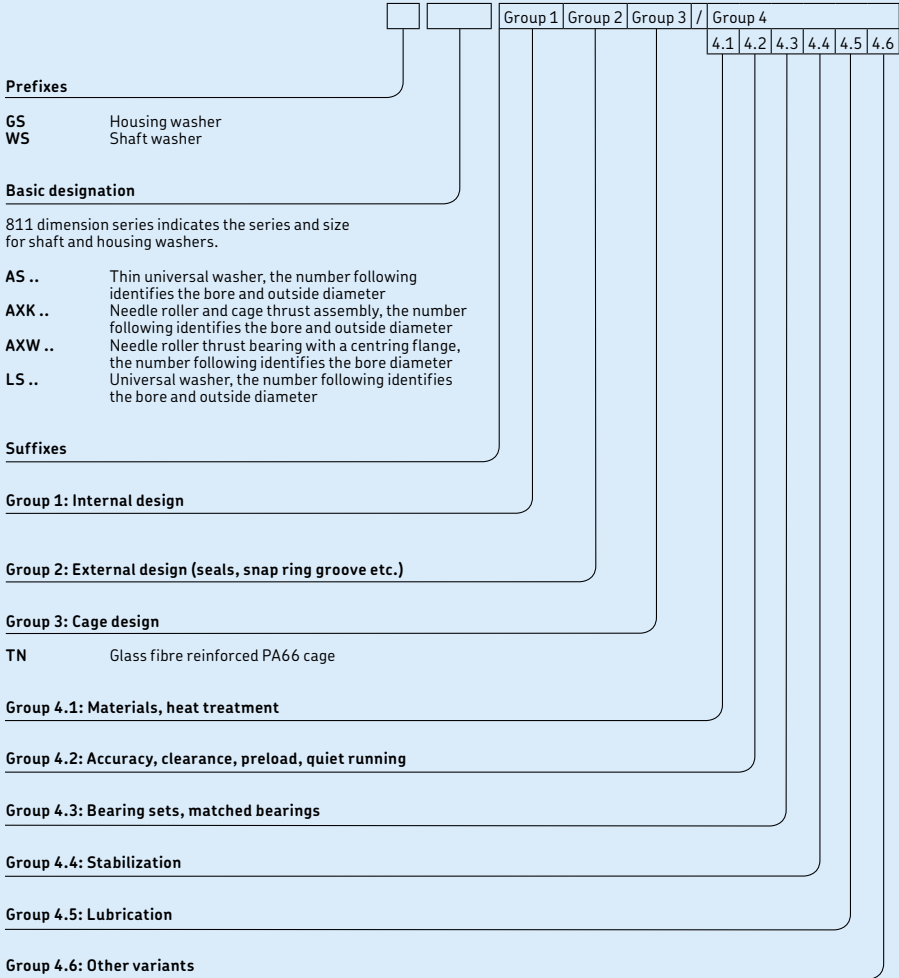 Group 1 Group 2 Group 3 / Group 4
4.1 4.2 4.3 4.4 4.5 4.6
Prefixes
GS Housing washer
WS Shaft washer
Basic designation
811 dimension series indicates the series and size
for shaft and housing washers.
AS .. Thin universal washer, the number following
identifies the bore and outside diameter
AXK .. Needle roller and cage thrust assembly, the number
following identifies the bore and outside diameter
AXW .. Needle roller thrust bearing with a centring flange,
the number following identifies the bore diameter
LS .. Universal washer, the number following identifies
the bore and outside diameter
Suffixes
Group 1: Internal design
Group 2: External design (seals, snap ring groove etc.)
Group 3: Cage design
TN Glass fibre reinforced PA66 cage
Group 4.1: Materials, heat treatment
Group 4.2: Accuracy, clearance, preload, quiet running
Group 4.3: Bearing sets, matched bearings
Group 4.4: Stabilization
Group 4.5: Lubrication
Group 4.6: Other variants